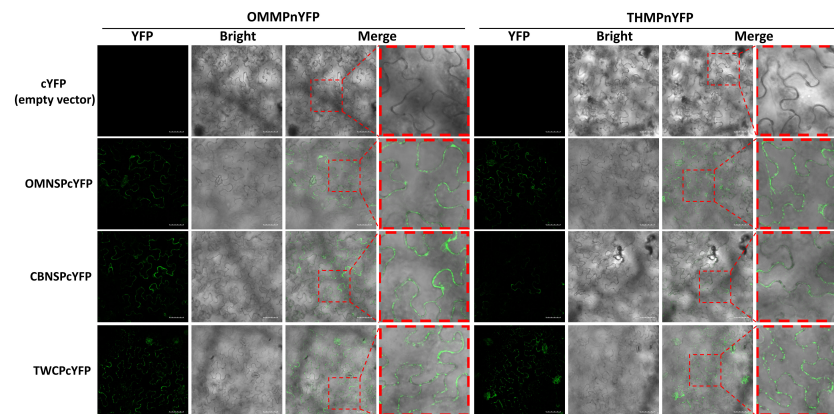 OMMPnYFP THMPnYFP
YFP Bright Merge YFP Bright Merge
cYFP
(empty vector)
OMNSPcYFP
CBNSPcYFP
TWCPcYFP